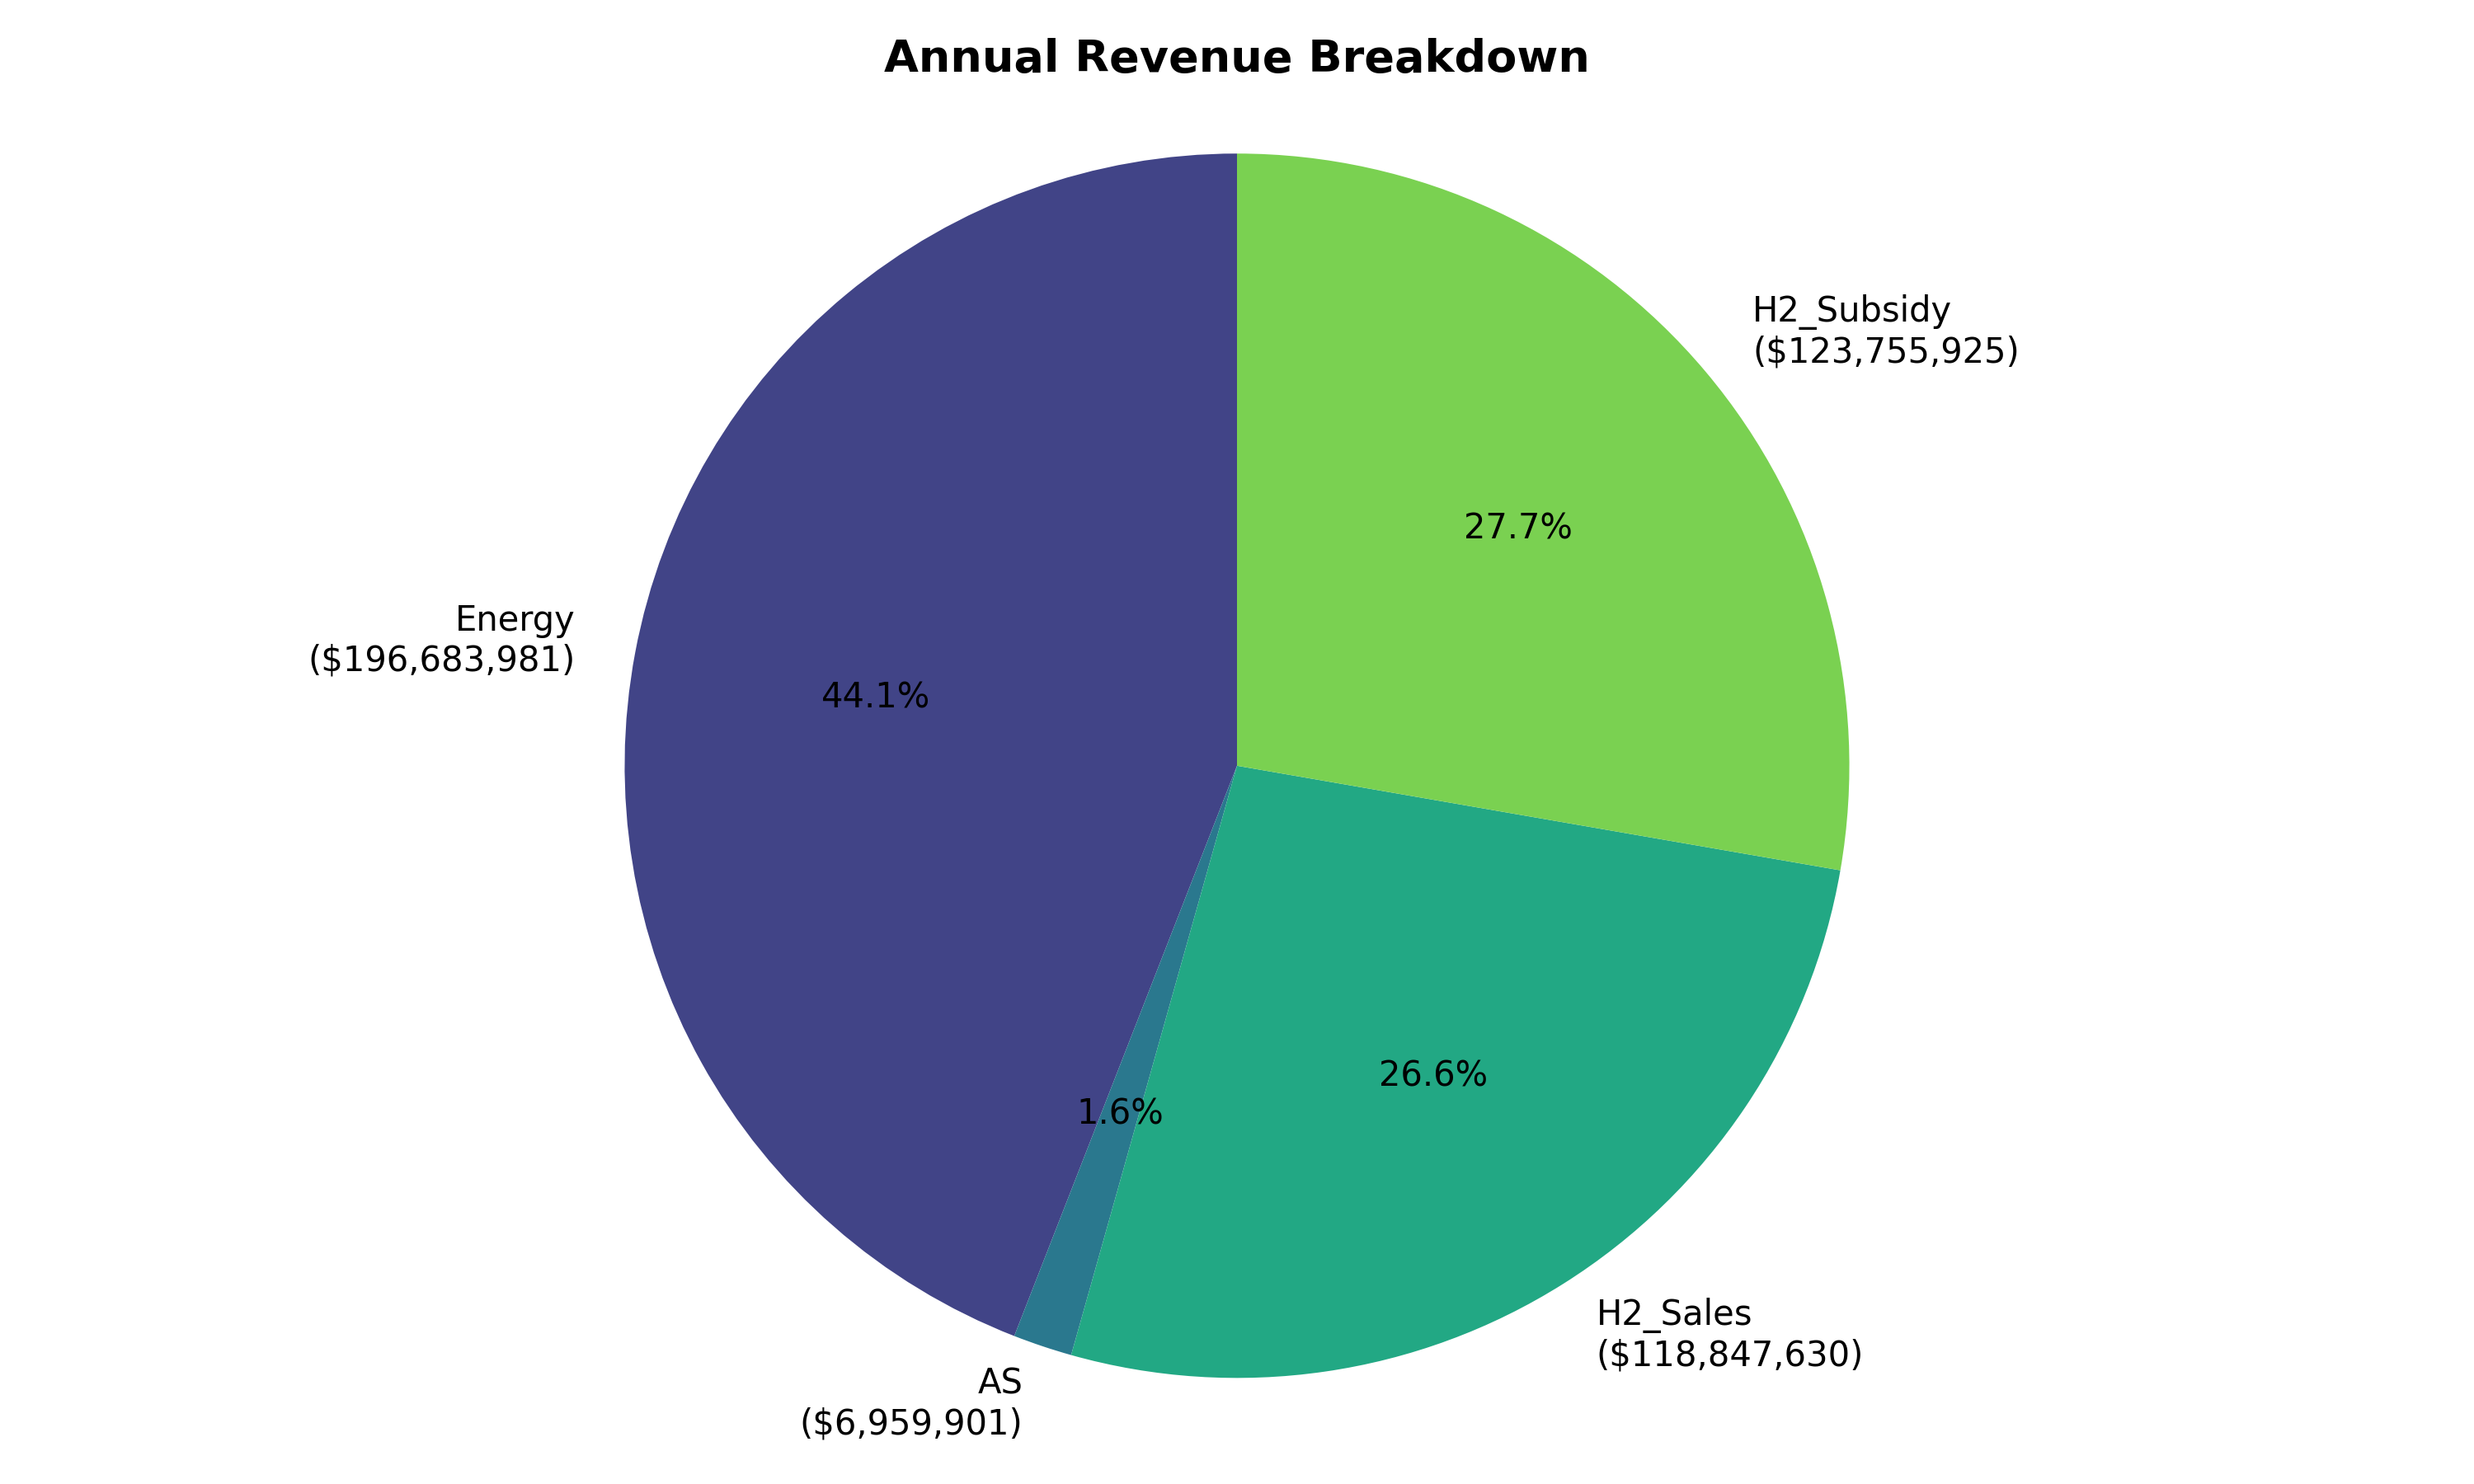 Annual Revenue Breakdown
H2_Subsidy
($123,755,925)
27.7%
Energy
($196,683,981)
44.1%
26.6%
1.6%
H2_Sales
($118,847,630)
AS
($6,959,901)